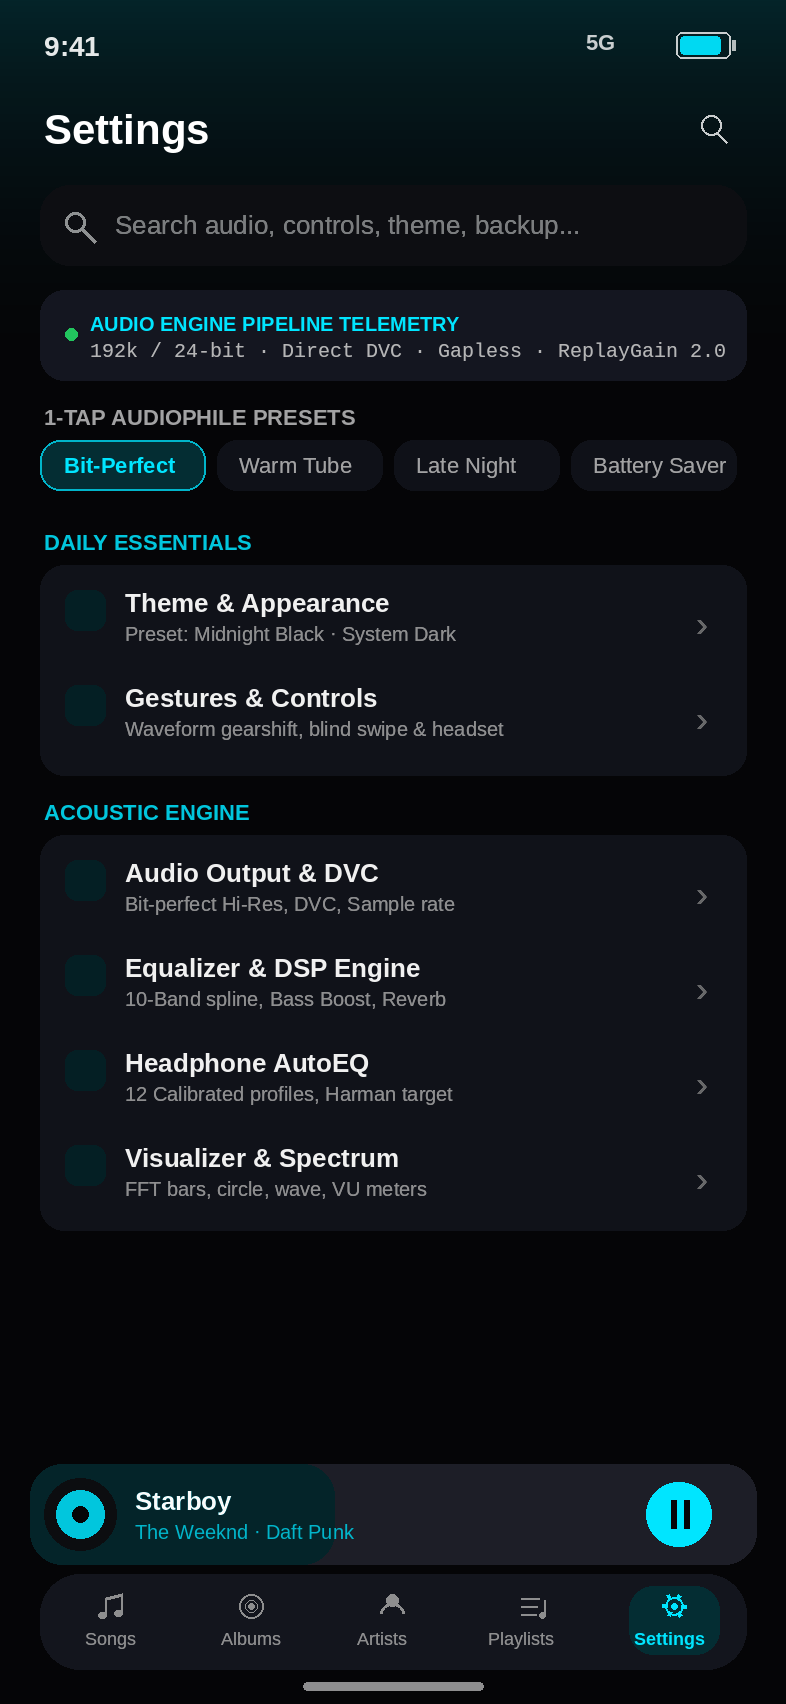 9:41
5G
Settings
Search audio, controls, theme, backup...
AUDIO ENGINE PIPELINE TELEMETRY
192k / 24-bit · Direct DVC · Gapless · ReplayGain 2.0
1-TAP AUDIOPHILE PRESETS
Bit-Perfect
Warm Tube
Late Night
Battery Saver
DAILY ESSENTIALS
Theme & Appearance
Preset: Midnight Black · System Dark
Gestures & Controls
Waveform gearshift, blind swipe & headset
ACOUSTIC ENGINE
Audio Output & DVC
Bit-perfect Hi-Res, DVC, Sample rate
Equalizer & DSP Engine
10-Band spline, Bass Boost, Reverb
Headphone AutoEQ
12 Calibrated profiles, Harman target
Visualizer & Spectrum
FFT bars, circle, wave, VU meters
Starboy
The Weeknd · Daft Punk
Songs
Albums
Artists
Playlists
Settings